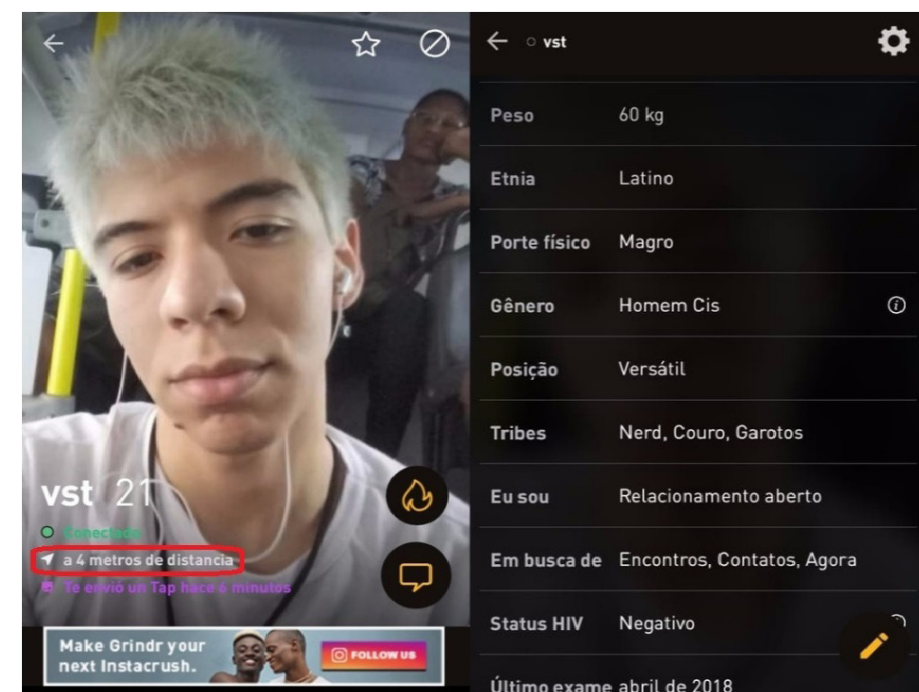 vst 21
Conectado
a 4 metros de distancia
Te envió un Tap hace 6 minutos
Make Grindr your
next Instacrush.
FOLLOW US
vst
Peso 60 kg
Etnia Latino
Porte físico Magro
Gênero Homem Cis
Posição Versátil
Tribes Nerd, Couro, Garotos
Eu sou Relacionamento aberto
Em busca de Encontros, Contatos, Agora
Status HIV Negativo
Último exame abril de 2018